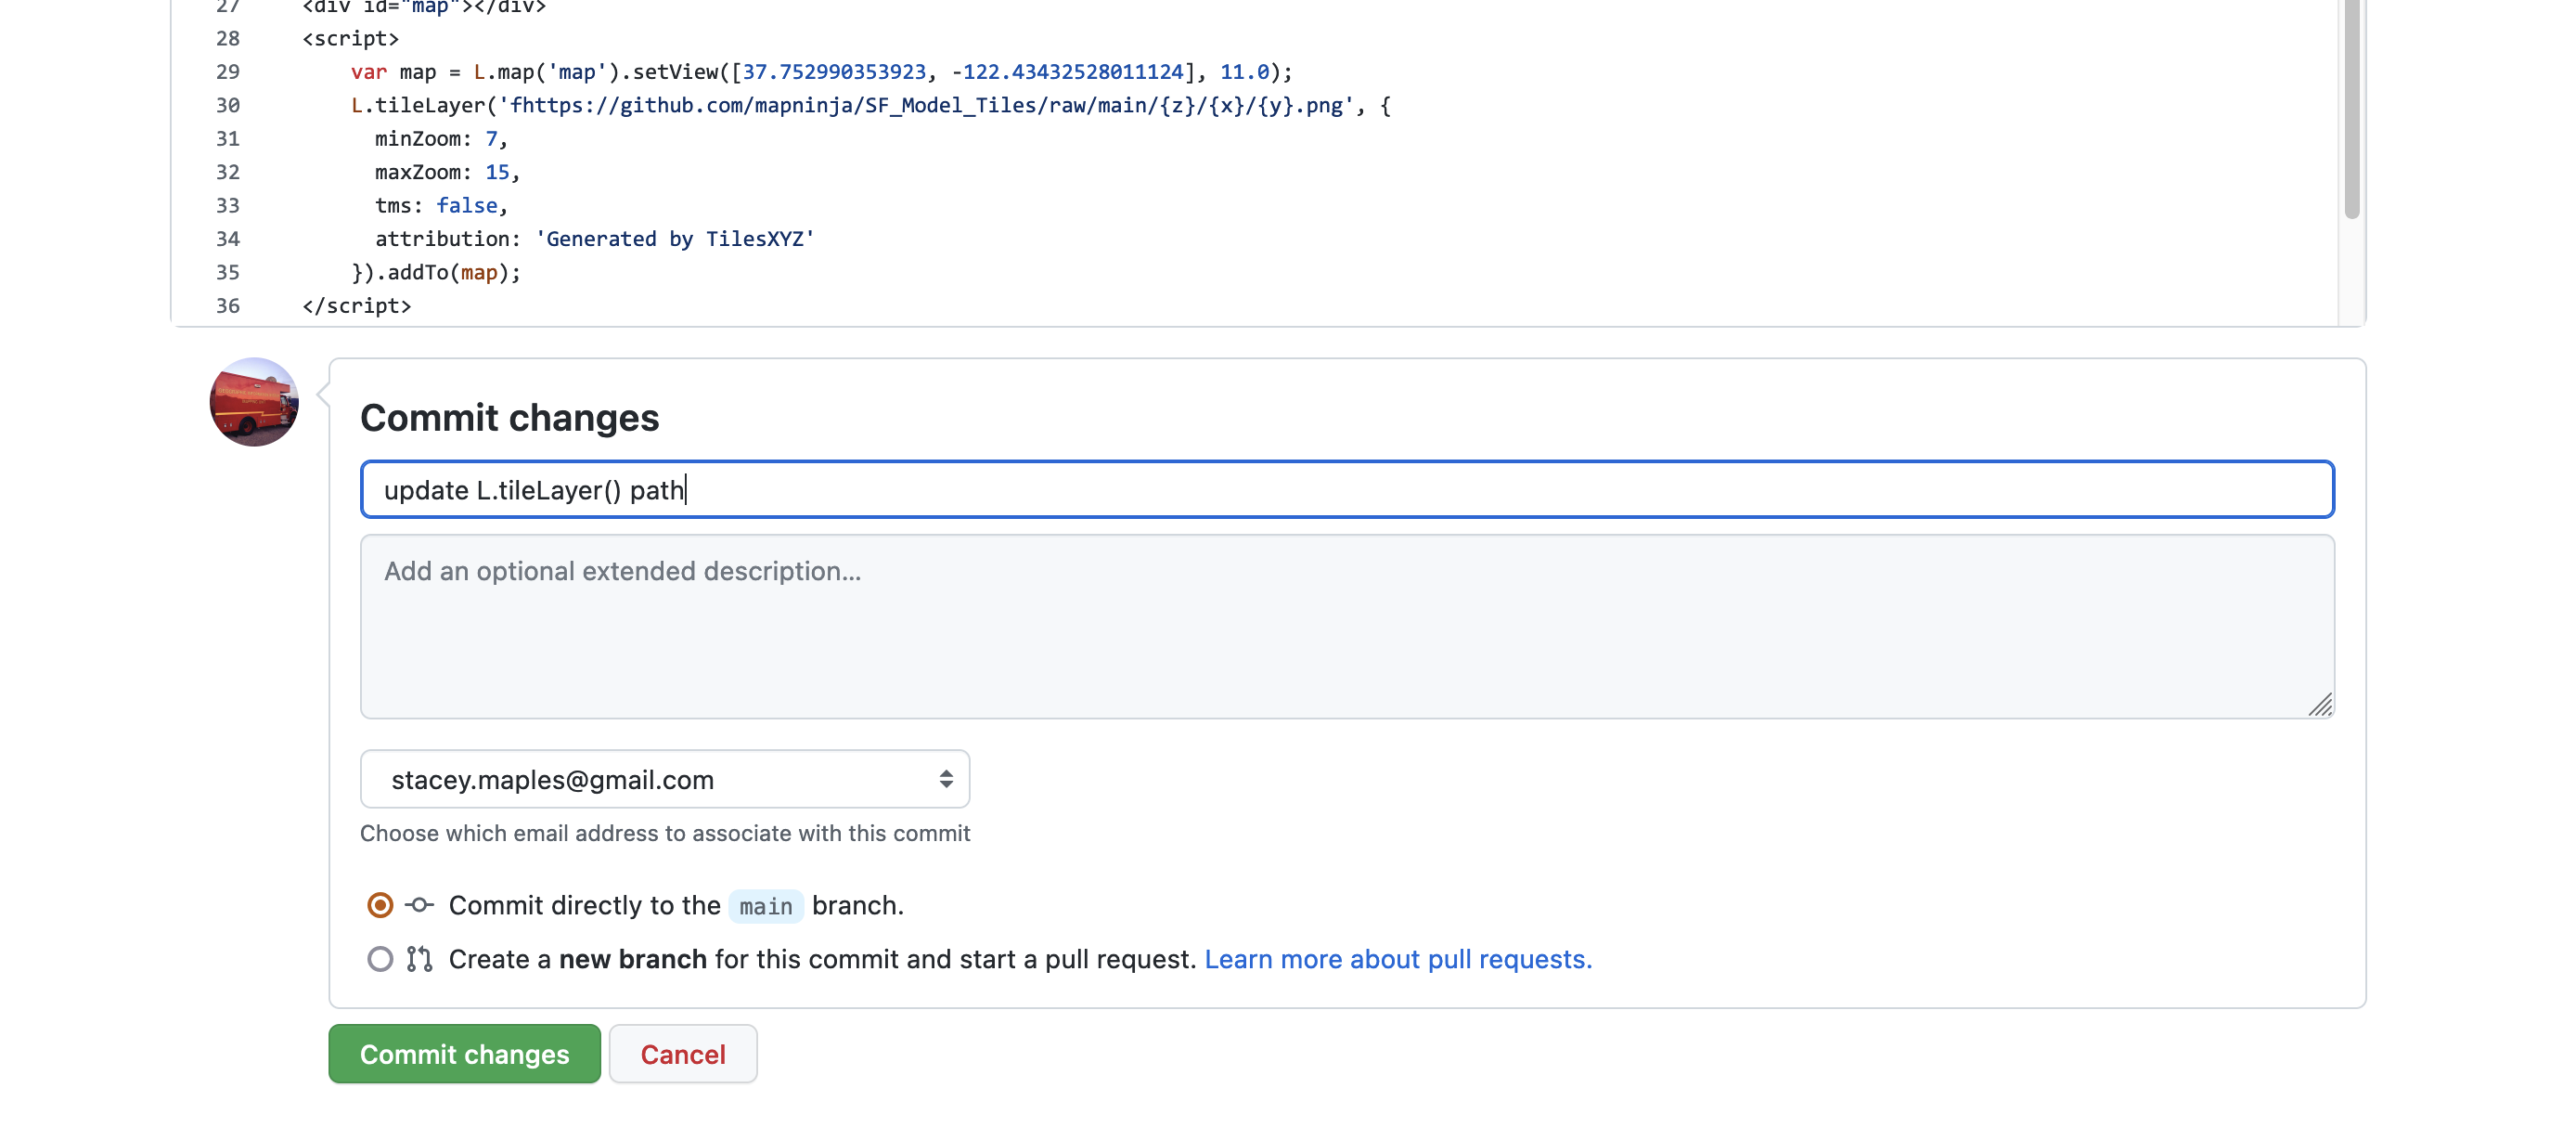 27 <div id="map"></div>
28 <script>
29 var map = L.map('map').setView([37.752990353923, -122.43432528011124], 11.0);
30 L.tileLayer('fhttps://github.com/mapninja/SF_Model_Tiles/raw/main/{z}/{x}/{y}.png', {
31 minZoom: 7,
32 maxZoom: 15,
33 tms: false,
34 attribution: 'Generated by TilesXYZ'
35 }).addTo(map);
36 </script>
Commit changes
update L.tileLayer() path
Add an optional extended description...
stacey.maples@gmail.com
Choose which email address to associate with this commit
Commit directly to the main branch.
Create a new branch for this commit and start a pull request. Learn more about pull requests.
Commit changes Cancel